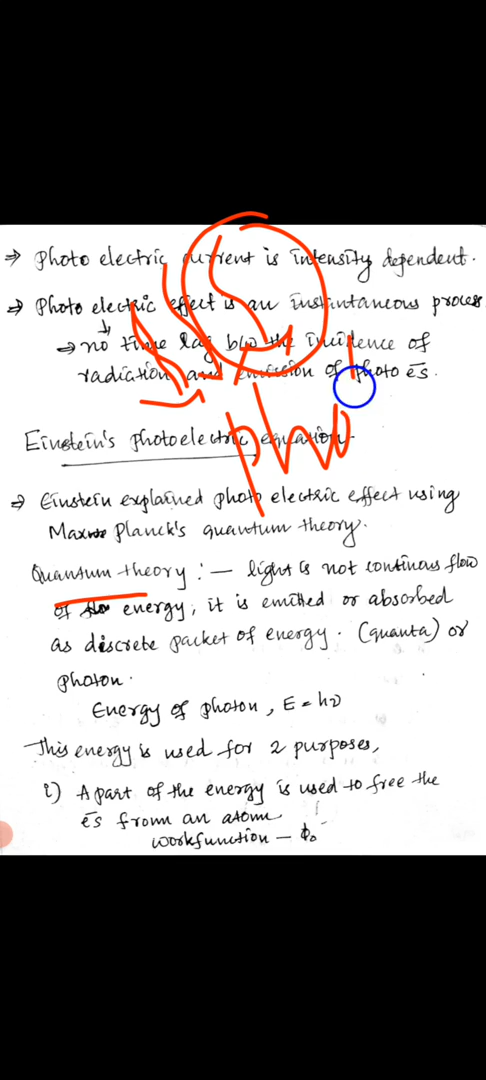 ⇒ Photo electric current is intensity dependent.
⇒ Photo electric effect is an instintaneous process
⇒ no time lag b/w the incidence of
radiation and emission of photo ēs.
pho
Einstein's photoelectric equation.
⇒ Einstein explained photo electric effect using
Max Planck's quantum theory.
Quantum theory :— light is not continous flow
of energy; it is emitted or absorbed
as discrete packet of energy. (quanta) or
photon.
Energy of photon, E = hν
This energy is used for 2 purposes,
i) A part of the energy is used to free the
ēs from an atom
workfunction — ϕ₀